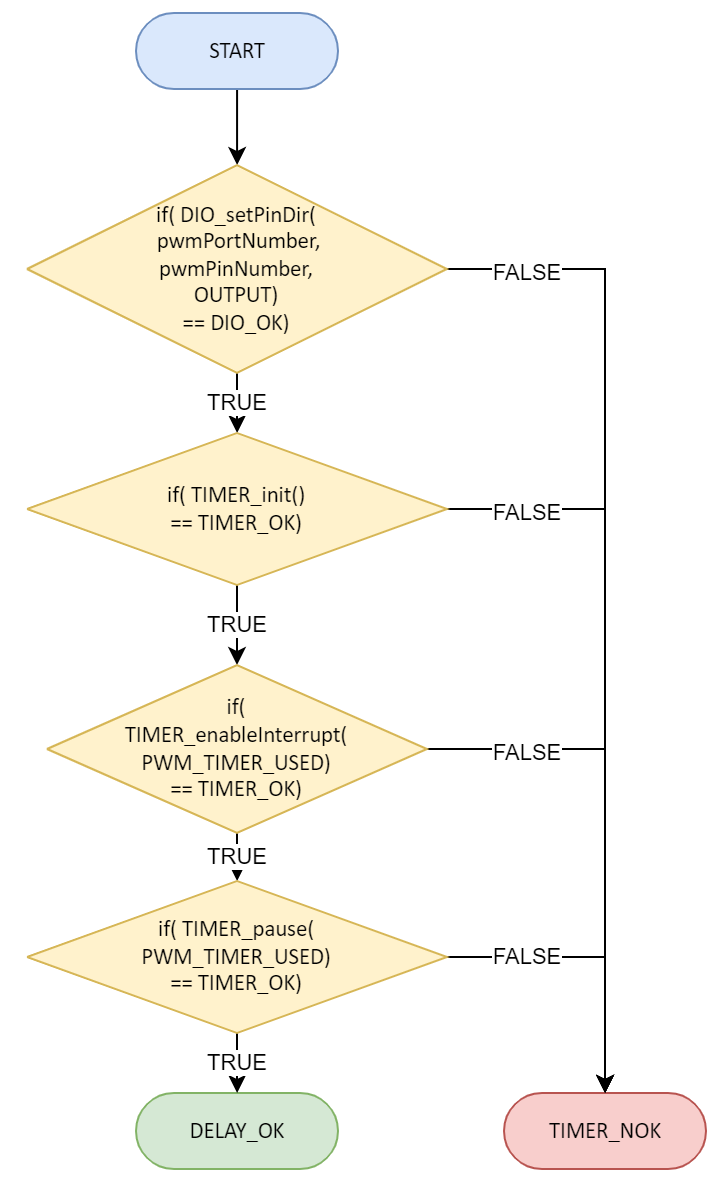 START
if( DIO_setPinDir(
pwmPortNumber,
pwmPinNumber,
OUTPUT)
== DIO_OK)
FALSE
TRUE
if( TIMER_init()
== TIMER_OK)
FALSE
TRUE
if(
TIMER_enableInterrupt(
PWM_TIMER_USED)
== TIMER_OK)
FALSE
TRUE
if( TIMER_pause(
PWM_TIMER_USED)
== TIMER_OK)
FALSE
TRUE
DELAY_OK
TIMER_NOK